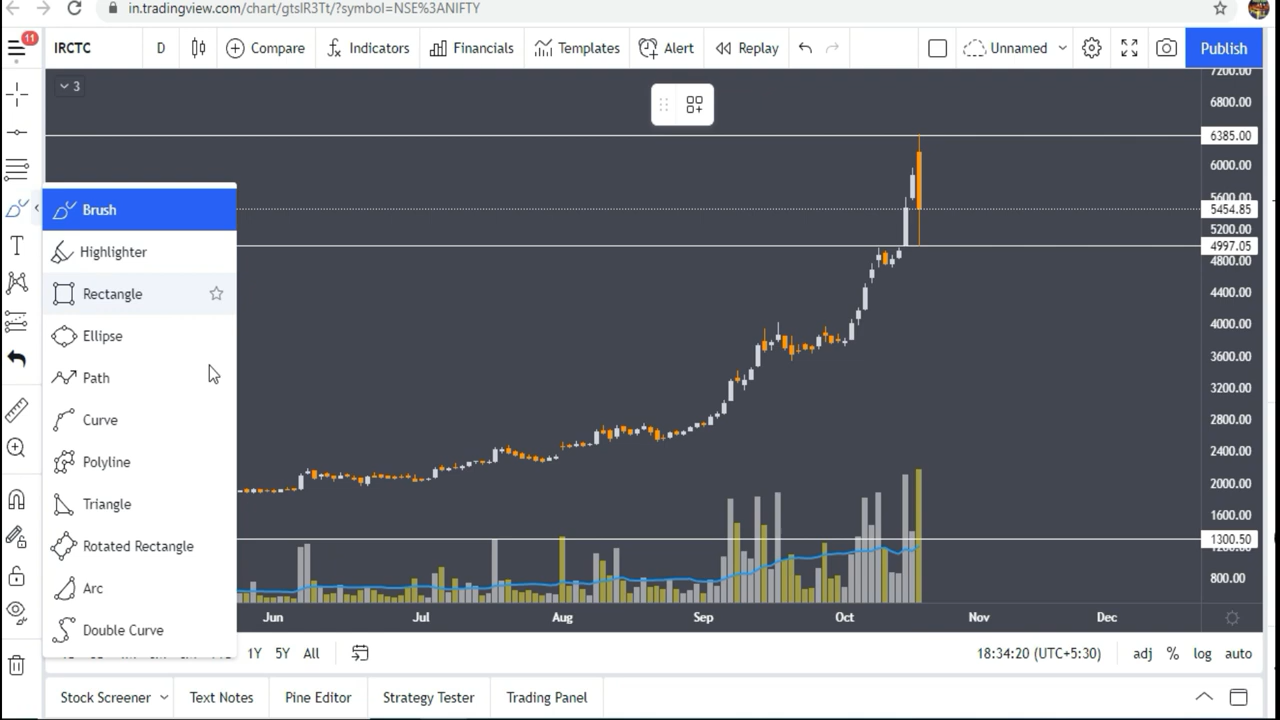 in.tradingview.com/chart/gtsIR3Tt/?symbol=NSE%3ANIFTY
11
IRCTC D Compare Indicators Financials Templates Alert Replay Unnamed Publish
3
7200.00
6800.00
6385.00
6000.00
5600.00
5454.85
5200.00
4997.05
4800.00
4400.00
4000.00
3600.00
3200.00
2800.00
2400.00
2000.00
1600.00
1300.50
1200.00
800.00
Brush
Highlighter
Rectangle
Ellipse
Path
Curve
Polyline
Triangle
Rotated Rectangle
Arc
Double Curve
T
Jun Jul Aug Sep Oct Nov Dec
1Y 5Y All 18:34:20 (UTC+5:30) adj % log auto
Stock Screener Text Notes Pine Editor Strategy Tester Trading Panel